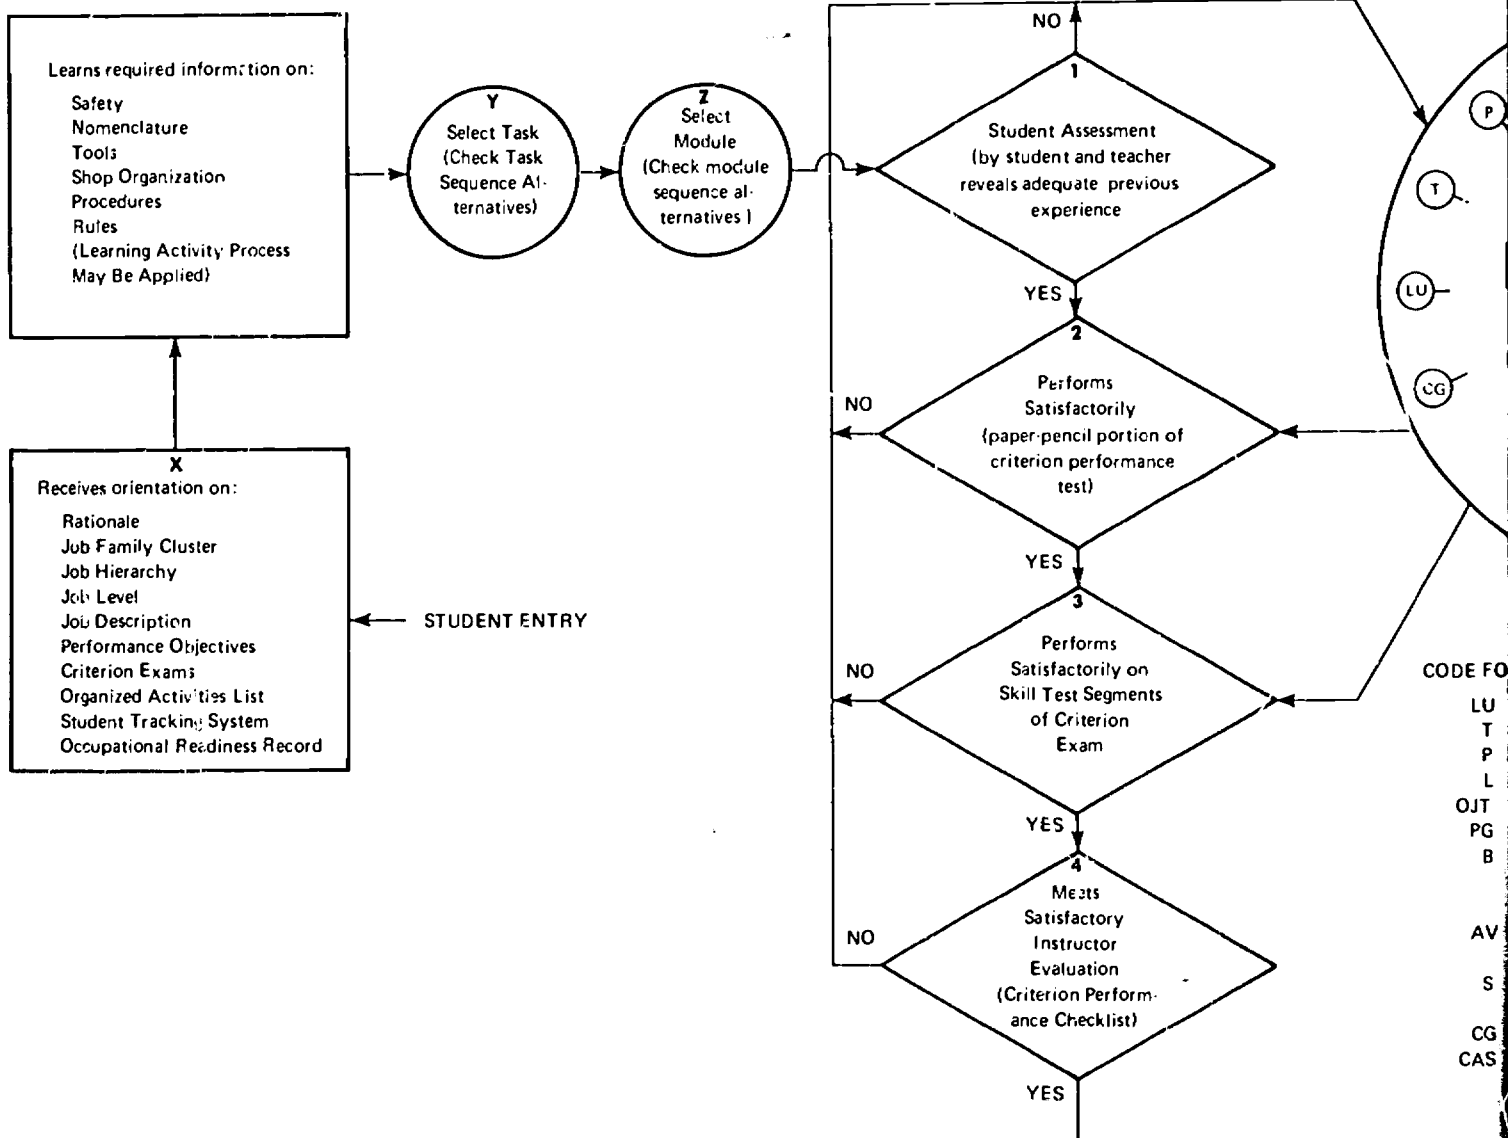 Learns required information on:
Safety
Nomenclature
Tools
Shop Organization
Procedures
Rules
(Learning Activity Process
May Be Applied)
X
Receives orientation on:
Rationale
Job Family Cluster
Job Hierarchy
Job Level
Job Description
Performance Objectives
Criterion Exams
Organized Activities List
Student Tracking System
Occupational Readiness Record
STUDENT ENTRY
Y
Select Task
(Check Task
Sequence Al-
ternatives)
Z
Select
Module
(Check module
sequence al-
ternatives )
NO
1
Student Assessment
(by student and teacher
reveals adequate previous
experience
YES
2
Performs
Satisfactorily
(paper-pencil portion of
criterion performance
test)
NO
YES
3
Performs
Satisfactorily on
Skill Test Segments
of Criterion
Exam
NO
YES
4
Meets
Satisfactory
Instructor
Evaluation
(Criterion Perform-
ance Checklist)
NO
YES
P
T
LU
CG
CODE FO
LU
T
P
L
OJT
PG
B
AV
S
CG
CAS